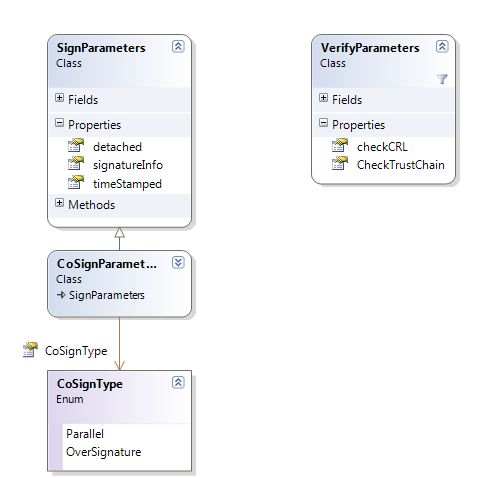 SignParameters
Class
Fields
Properties
detached
signatureInfo
timeStamped
Methods
CoSignParamet...
Class
SignParameters
CoSignType
CoSignType
Enum
Parallel
OverSignature
VerifyParameters
Class
Fields
Properties
checkCRL
CheckTrustChain